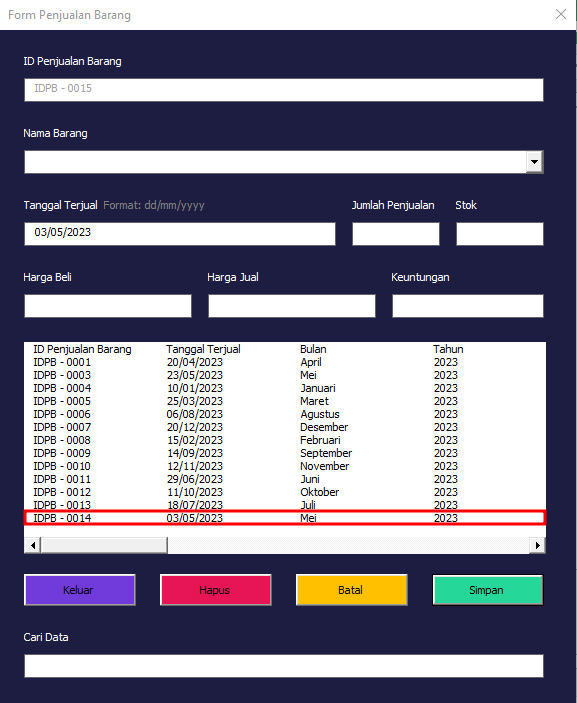 Form Penjualan Barang
ID Penjualan Barang
IDPB - 0015
Nama Barang
Tanggal Terjual Format: dd/mm/yyyy Jumlah Penjualan Stok
03/05/2023
Harga Beli Harga Jual Keuntungan
ID Penjualan Barang Tanggal Terjual Bulan Tahun
IDPB - 0001 20/04/2023 April 2023
IDPB - 0003 23/05/2023 Mei 2023
IDPB - 0004 10/01/2023 Januari 2023
IDPB - 0005 25/03/2023 Maret 2023
IDPB - 0006 06/08/2023 Agustus 2023
IDPB - 0007 20/12/2023 Desember 2023
IDPB - 0008 15/02/2023 Februari 2023
IDPB - 0009 14/09/2023 September 2023
IDPB - 0010 12/11/2023 November 2023
IDPB - 0011 29/06/2023 Juni 2023
IDPB - 0012 11/10/2023 Oktober 2023
IDPB - 0013 18/07/2023 Juli 2023
IDPB - 0014 03/05/2023 Mei 2023
Keluar Hapus Batal Simpan
Cari Data